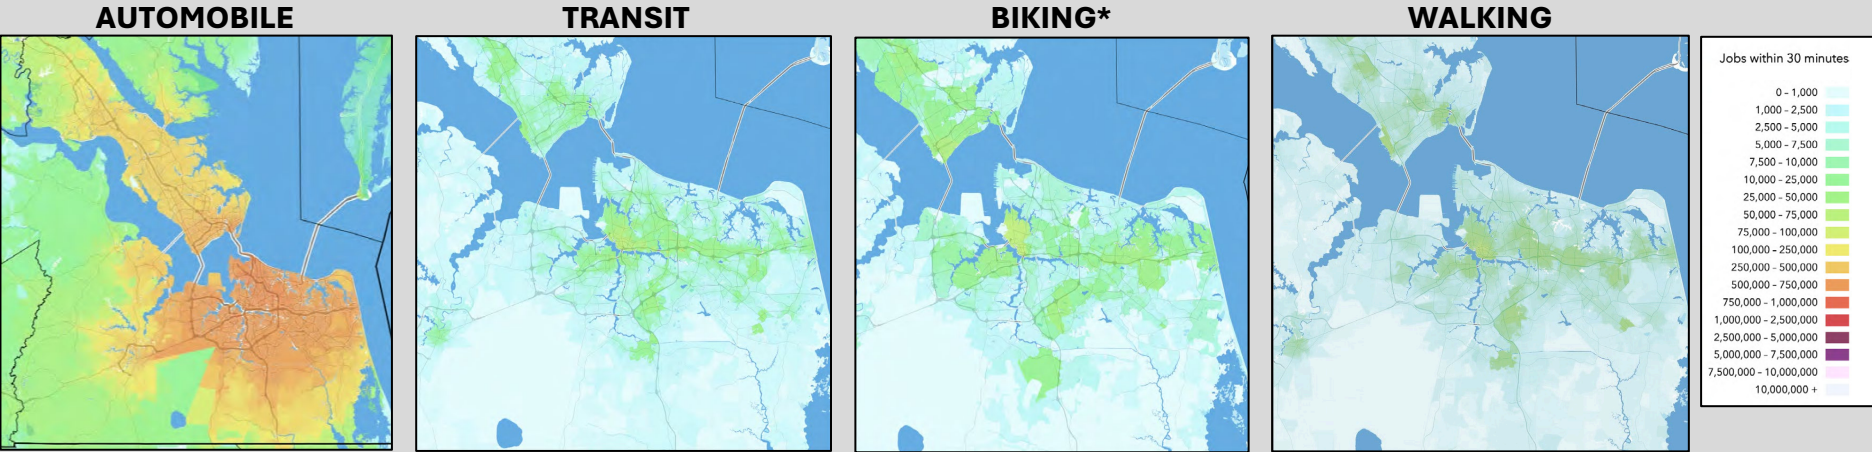 AUTOMOBILE
TRANSIT
BIKING*
WALKING
Jobs within 30 minutes
0 – 1,000
1,000 – 2,500
2,500 – 5,000
5,000 – 7,500
7,500 – 10,000
10,000 – 25,000
25,000 – 50,000
50,000 – 75,000
75,000 – 100,000
100,000 – 250,000
250,000 – 500,000
500,000 – 750,000
750,000 – 1,000,000
1,000,000 – 2,500,000
2,500,000 – 5,000,000
5,000,000 – 7,500,000
7,500,000 – 10,000,000
10,000,000 +